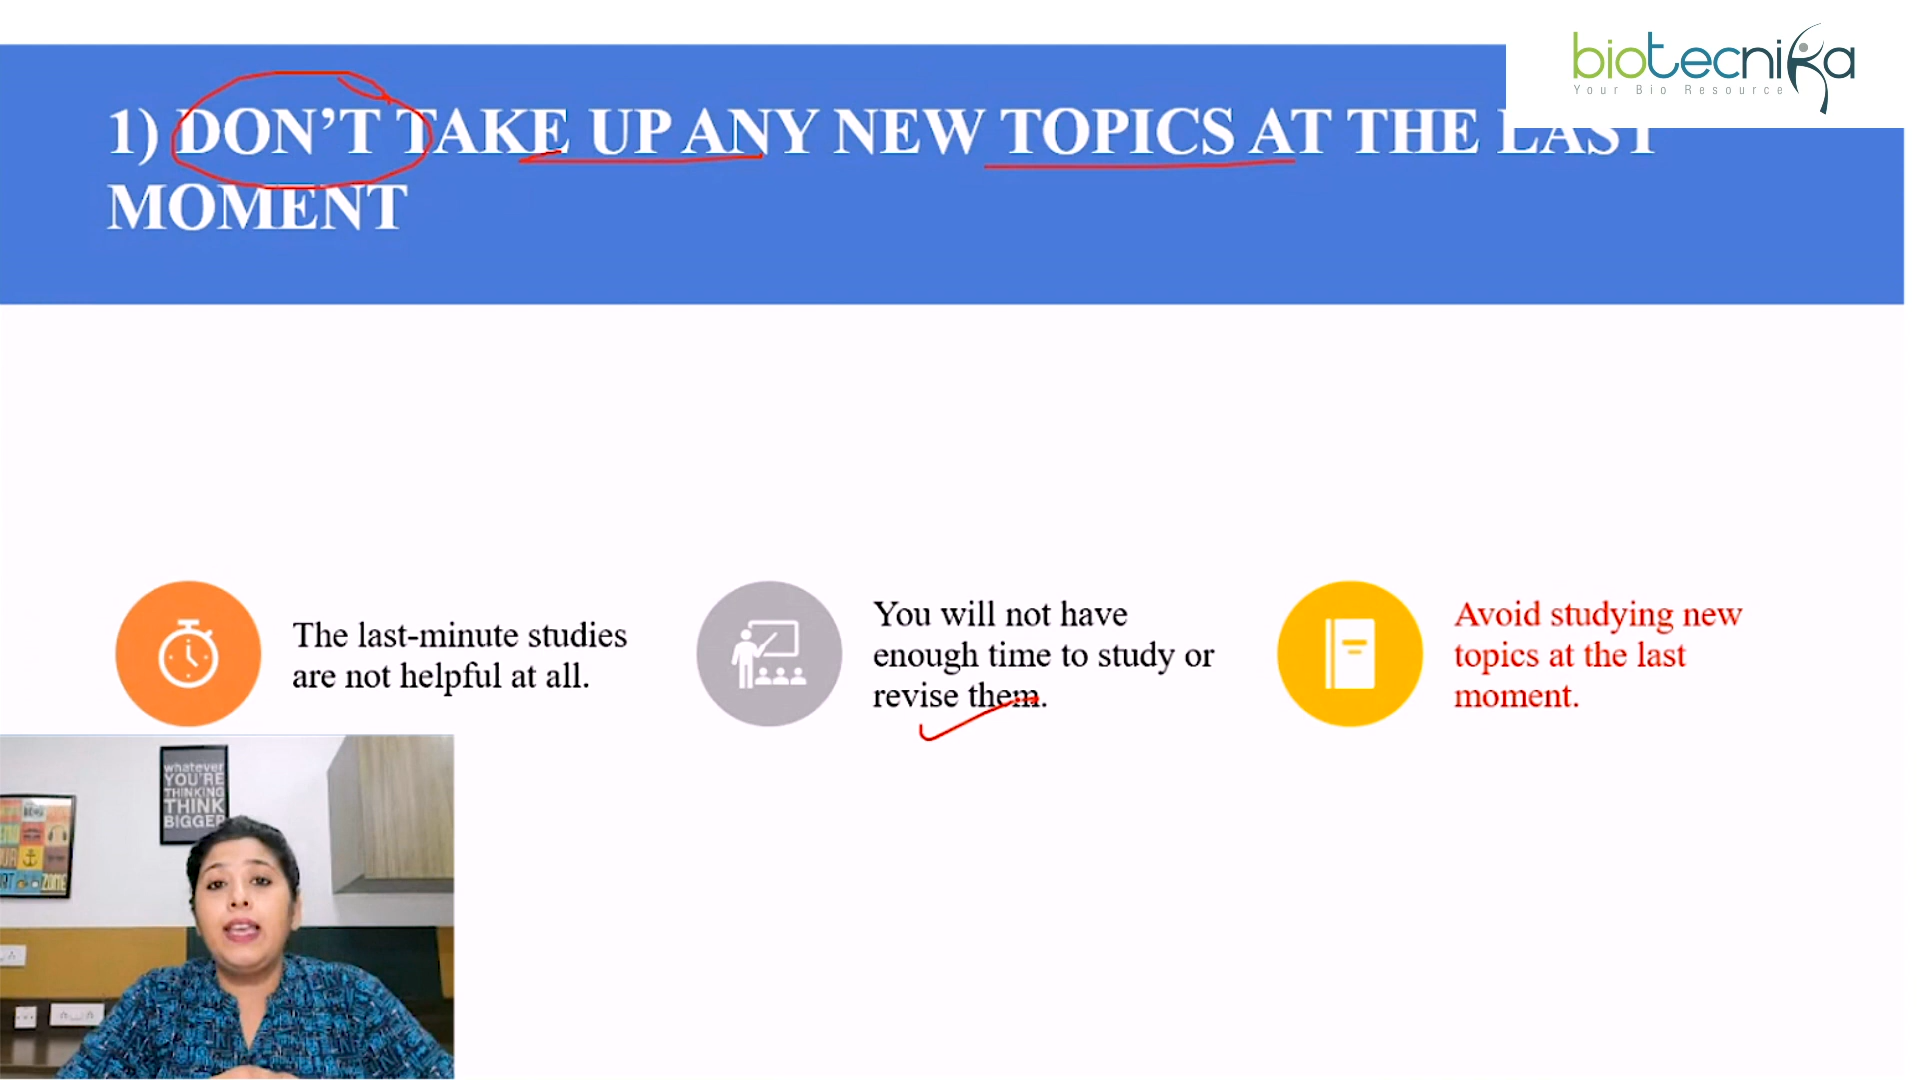 biotecnika
Your Bio Resource
1) DON'T TAKE UP ANY NEW TOPICS AT THE LAST
MOMENT
The last-minute studies
are not helpful at all.
You will not have
enough time to study or
revise them.
Avoid studying new
topics at the last
moment.
whatever
YOU'RE
THINKING
THINK
BIGGER
ZONE